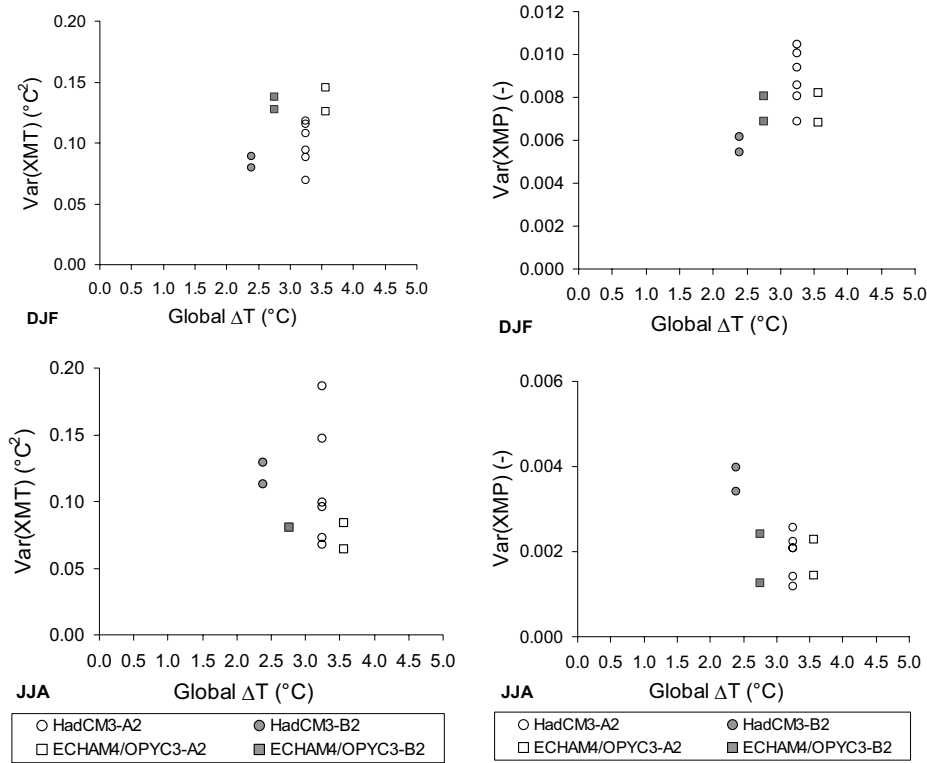 0.20
0.15
0.10
0.05
0.00
Var(XMT) (°C²)
0.0 0.5 1.0 1.5 2.0 2.5 3.0 3.5 4.0 4.5 5.0
DJF
Global ΔT (°C)
0.012
0.010
0.008
0.006
0.004
0.002
0.000
Var(XMP) (-)
0.0 0.5 1.0 1.5 2.0 2.5 3.0 3.5 4.0 4.5 5.0
DJF
Global ΔT (°C)
0.20
0.15
0.10
0.05
0.00
Var(XMT) (°C²)
0.0 0.5 1.0 1.5 2.0 2.5 3.0 3.5 4.0 4.5 5.0
JJA
Global ΔT (°C)
HadCM3-A2 HadCM3-B2
ECHAM4/OPYC3-A2 ECHAM4/OPYC3-B2
0.006
0.004
0.002
0.000
Var(XMP) (-)
0.0 0.5 1.0 1.5 2.0 2.5 3.0 3.5 4.0 4.5 5.0
JJA
Global ΔT (°C)
HadCM3-A2 HadCM3-B2
ECHAM4/OPYC3-A2 ECHAM4/OPYC3-B2